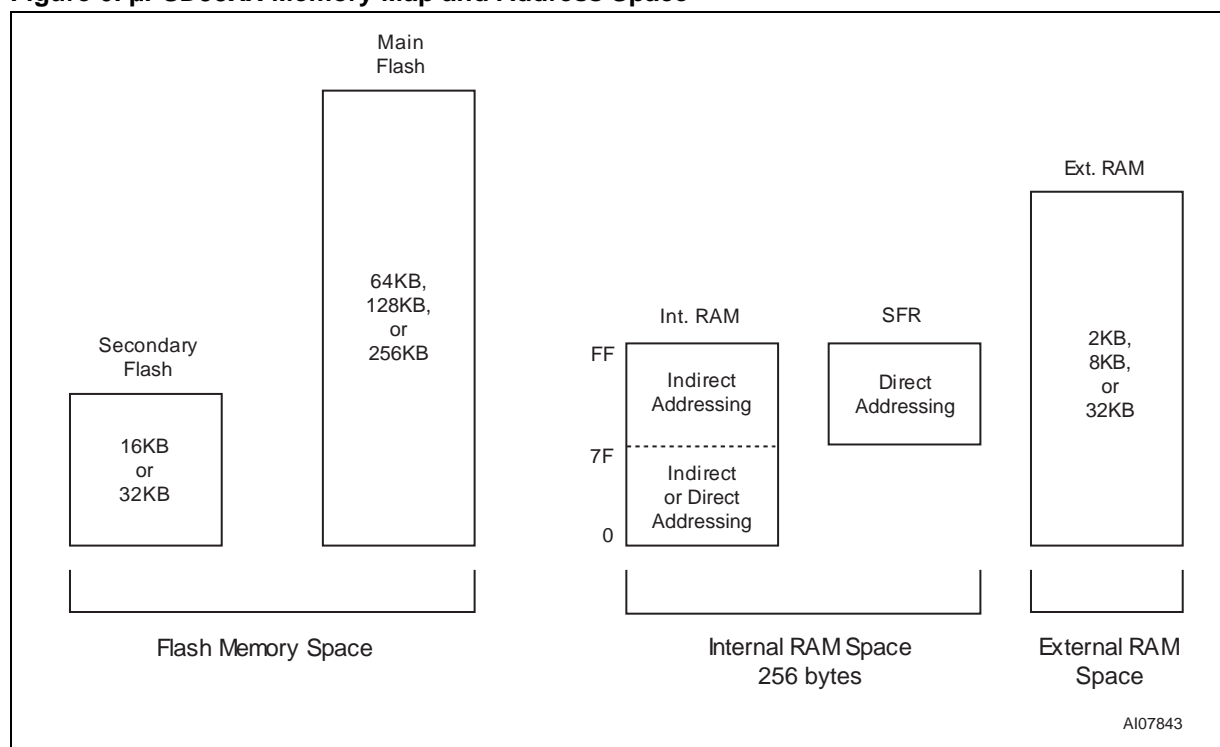 Main
Flash
64KB,
128KB,
or
256KB
Secondary
Flash
16KB
or
32KB
Int. RAM
FF
Indirect
Addressing
7F
Indirect
or Direct
Addressing
0
SFR
Direct
Addressing
Ext. RAM
2KB,
8KB,
or
32KB
Flash Memory Space
Internal RAM Space
256 bytes
External RAM
Space
AI07843